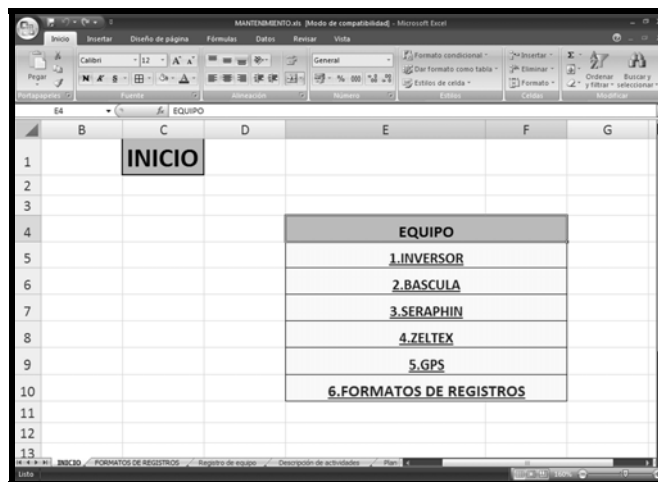 MANTENIMIENTO.xls [Modo de compatibilidad] - Microsoft Excel
Inicio Insertar Diseño de página Fórmulas Datos Revisar Vista
Pegar
Calibri 12 A A
General
Formato condicional
Dar formato como tabla
Estilos de celda
Insertar
Eliminar
Formato
Ordenar y filtrar
Buscar y seleccionar
N K S
% 000
Portapapeles Fuente Alineación Número Estilos Celdas Modificar
E4 fx EQUIPO
B C D E F G
1 INICIO
2
3
4 EQUIPO
5 1.INVERSOR
6 2.BASCULA
7 3.SERAPHIN
8 4.ZELTEX
9 5.GPS
10 6.FORMATOS DE REGISTROS
11
12
13
INICIO FORMATOS DE REGISTROS Registro de equipo Descripción de actividades Plan
Listo 160%